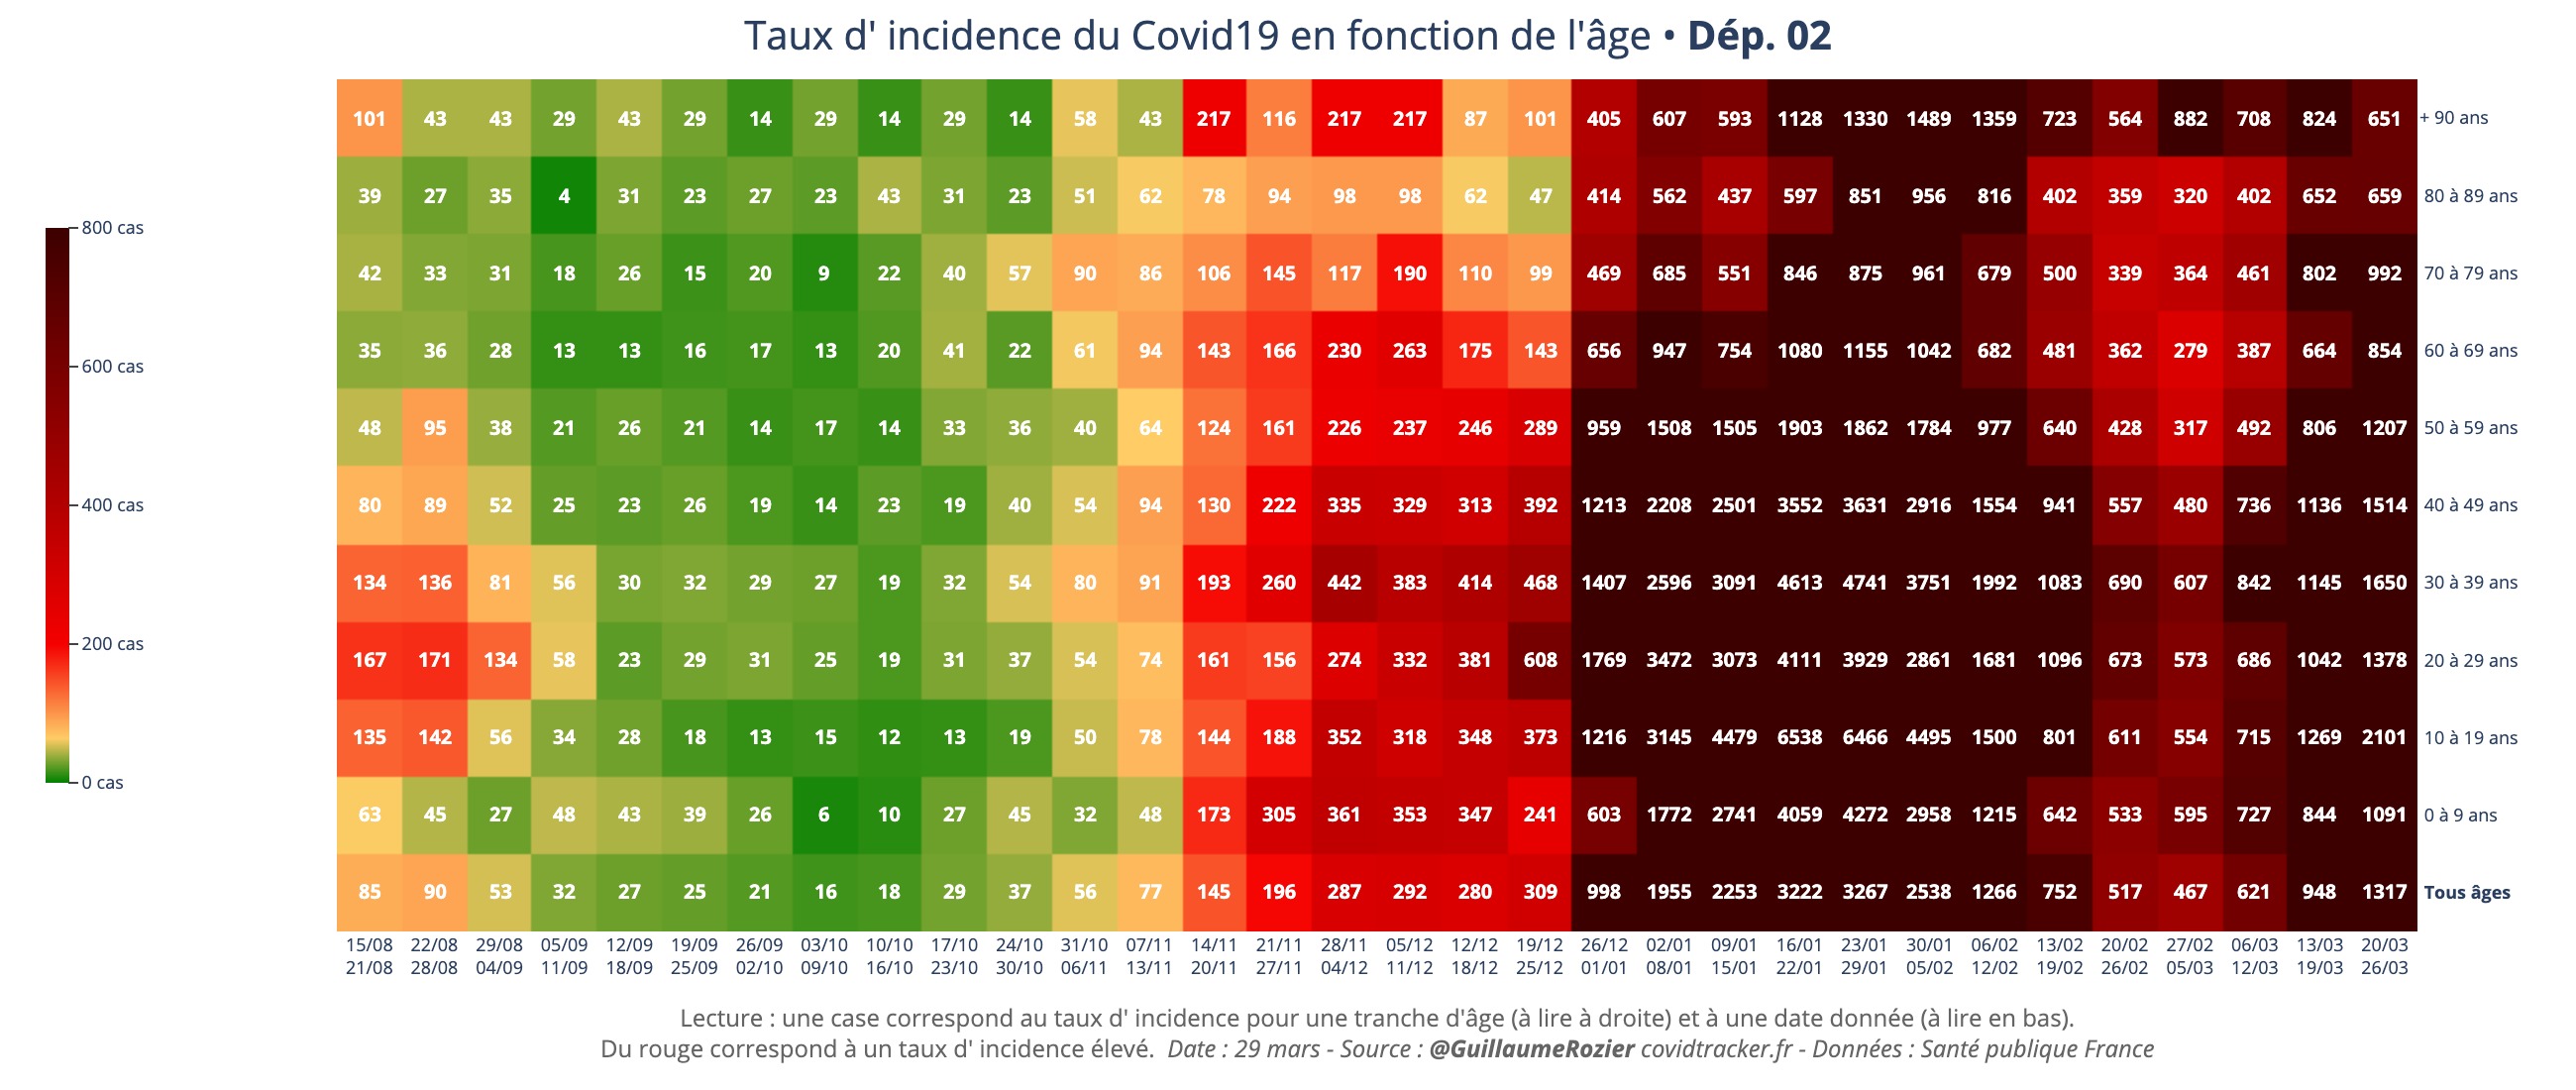 Taux d' incidence du Covid19 en fonction de l'âge • Dép. 02
800 cas
600 cas
400 cas
200 cas
0 cas
101 43 43 29 43 29 14 29 14 29 14 58 43 217 116 217 217 87 101 405 607 593 1128 1330 1489 1359 723 564 882 708 824 651 + 90 ans
39 27 35 4 31 23 27 23 43 31 23 51 62 78 94 98 98 62 47 414 562 437 597 851 956 816 402 359 320 402 652 659 80 à 89 ans
42 33 31 18 26 15 20 9 22 40 57 90 86 106 145 117 190 110 99 469 685 551 846 875 961 679 500 339 364 461 802 992 70 à 79 ans
35 36 28 13 13 16 17 13 20 41 22 61 94 143 166 230 263 175 143 656 947 754 1080 1155 1042 682 481 362 279 387 664 854 60 à 69 ans
48 95 38 21 26 21 14 17 14 33 36 40 64 124 161 226 237 246 289 959 1508 1505 1903 1862 1784 977 640 428 317 492 806 1207 50 à 59 ans
80 89 52 25 23 26 19 14 23 19 40 54 94 130 222 335 329 313 392 1213 2208 2501 3552 3631 2916 1554 941 557 480 736 1136 1514 40 à 49 ans
134 136 81 56 30 32 29 27 19 32 54 80 91 193 260 442 383 414 468 1407 2596 3091 4613 4741 3751 1992 1083 690 607 842 1145 1650 30 à 39 ans
167 171 134 58 23 29 31 25 19 31 37 54 74 161 156 274 332 381 608 1769 3472 3073 4111 3929 2861 1681 1096 673 573 686 1042 1378 20 à 29 ans
135 142 56 34 28 18 13 15 12 13 19 50 78 144 188 352 318 348 373 1216 3145 4479 6538 6466 4495 1500 801 611 554 715 1269 2101 10 à 19 ans
63 45 27 48 43 39 26 6 10 27 45 32 48 173 305 361 353 347 241 603 1772 2741 4059 4272 2958 1215 642 533 595 727 844 1091 0 à 9 ans
85 90 53 32 27 25 21 16 18 29 37 56 77 145 196 287 292 280 309 998 1955 2253 3222 3267 2538 1266 752 517 467 621 948 1317 Tous âges
15/08 22/08 29/08 05/09 12/09 19/09 26/09 03/10 10/10 17/10 24/10 31/10 07/11 14/11 21/11 28/11 05/12 12/12 19/12 26/12 02/01 09/01 16/01 23/01 30/01 06/02 13/02 20/02 27/02 06/03 13/03 20/03
21/08 28/08 04/09 11/09 18/09 25/09 02/10 09/10 16/10 23/10 30/10 06/11 13/11 20/11 27/11 04/12 11/12 18/12 25/12 01/01 08/01 15/01 22/01 29/01 05/02 12/02 19/02 26/02 05/03 12/03 19/03 26/03
Lecture : une case correspond au taux d' incidence pour une tranche d'âge (à lire à droite) et à une date donnée (à lire en bas).
Du rouge correspond à un taux d' incidence élevé. Date : 29 mars - Source : @GuillaumeRozier covidtracker.fr - Données : Santé publique France